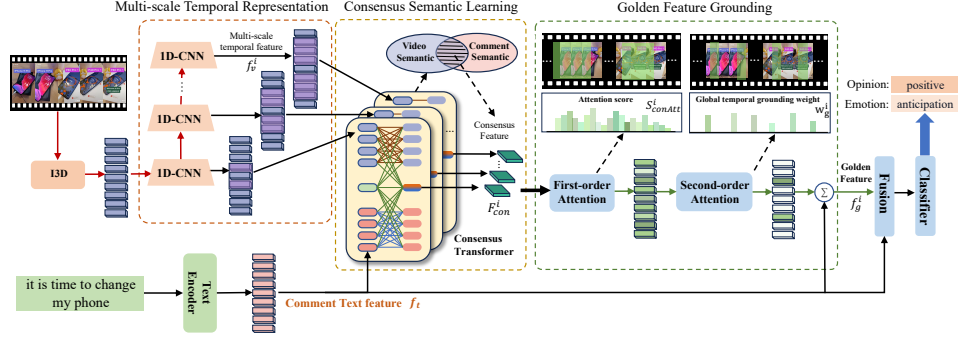 Multi-scale Temporal Representation
Consensus Semantic Learning
Golden Feature Grounding
1D-CNN
Multi-scale
temporal feature
f_v^i
1D-CNN
1D-CNN
I3D
Video
Semantic
Comment
Semantic
Consensus
Feature
F_con^i
Consensus
Transformer
Attention score
S_conAtt^i
Global temporal grounding weight
w_g^i
First-order
Attention
Second-order
Attention
Σ
Golden
Feature
f_g^i
Fusion
Classifier
Opinion: positive
Emotion: anticipation
it is time to change
my phone
Text
Encoder
Comment Text feature f_t